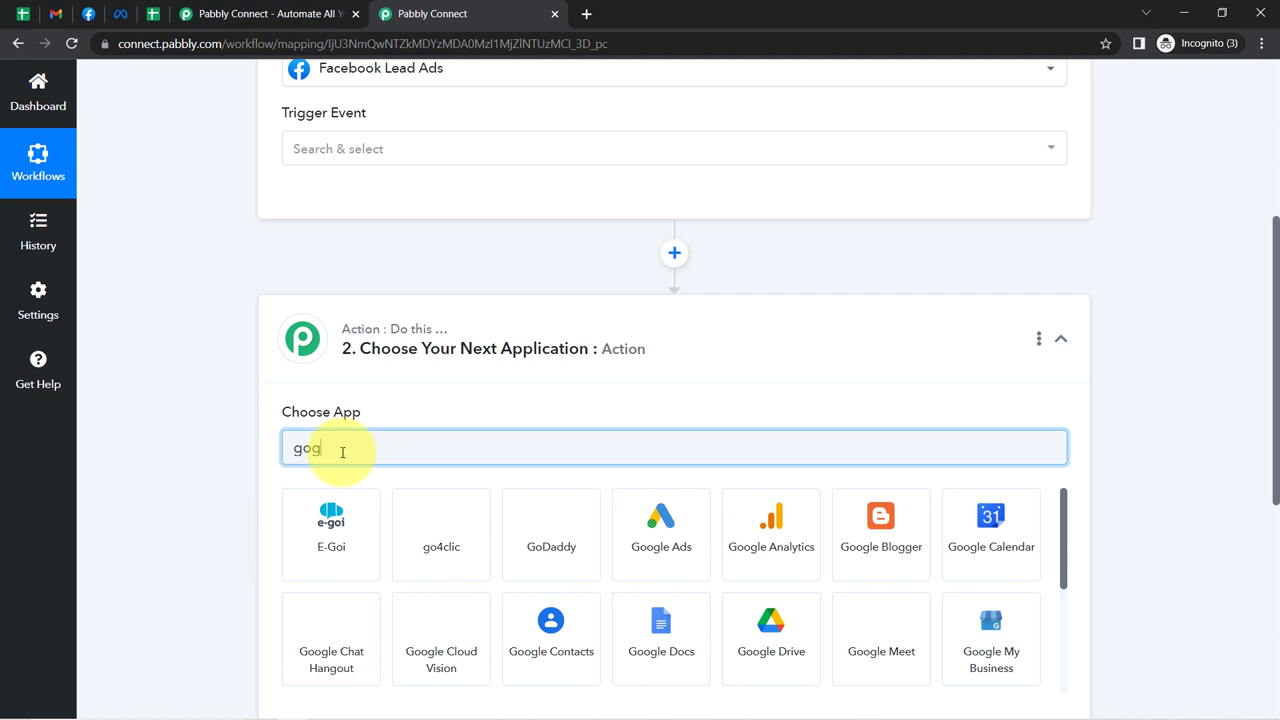 Pabbly Connect - Automate All Y
Pabbly Connect
connect.pabbly.com/workflow/mapping/IjU3NmQwNTZkMDYzMDA0MzI1MjZlNTUzMCI_3D_pc
Incognito (3)
Dashboard
Workflows
History
Settings
Get Help
Facebook Lead Ads
Trigger Event
Search & select
Action : Do this ...
2. Choose Your Next Application : Action
Choose App
gog
e-goi
E-Goi
go4clic
GoDaddy
Google Ads
Google Analytics
Google Blogger
31
Google Calendar
Google Chat
Hangout
Google Cloud
Vision
Google Contacts
Google Docs
Google Drive
Google Meet
G
Google My
Business